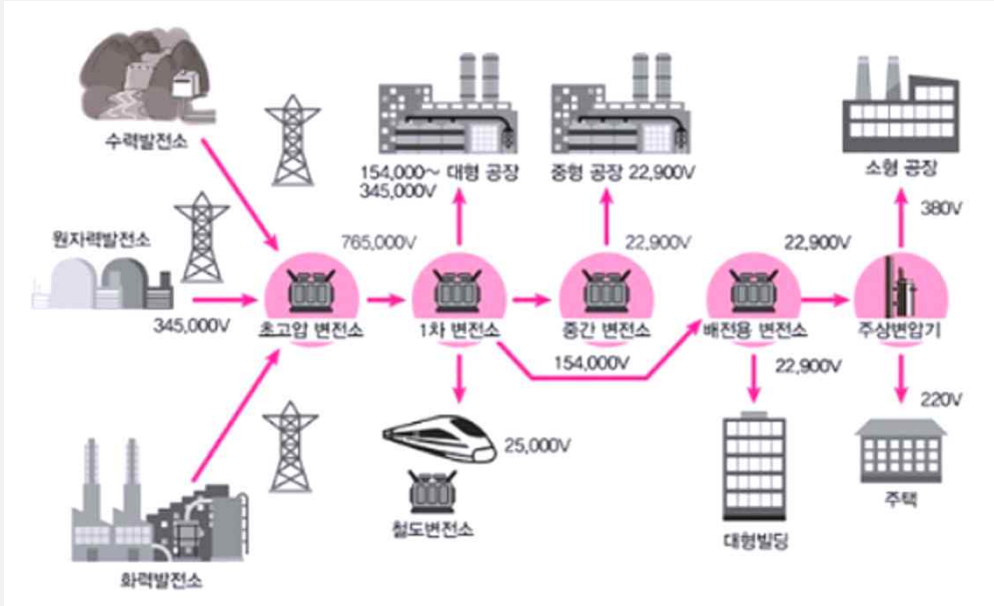 수력발전소
154,000~ 대형 공장
345,000V
중형 공장 22,900V
소형 공장
380V
원자력발전소
765,000V
22,900V
22,900V
345,000V
초고압 변전소
1차 변전소
중간 변전소
배전용 변전소
주상변압기
154,000V
22,900V
220V
25,000V
철도변전소
대형빌딩
주택
화력발전소